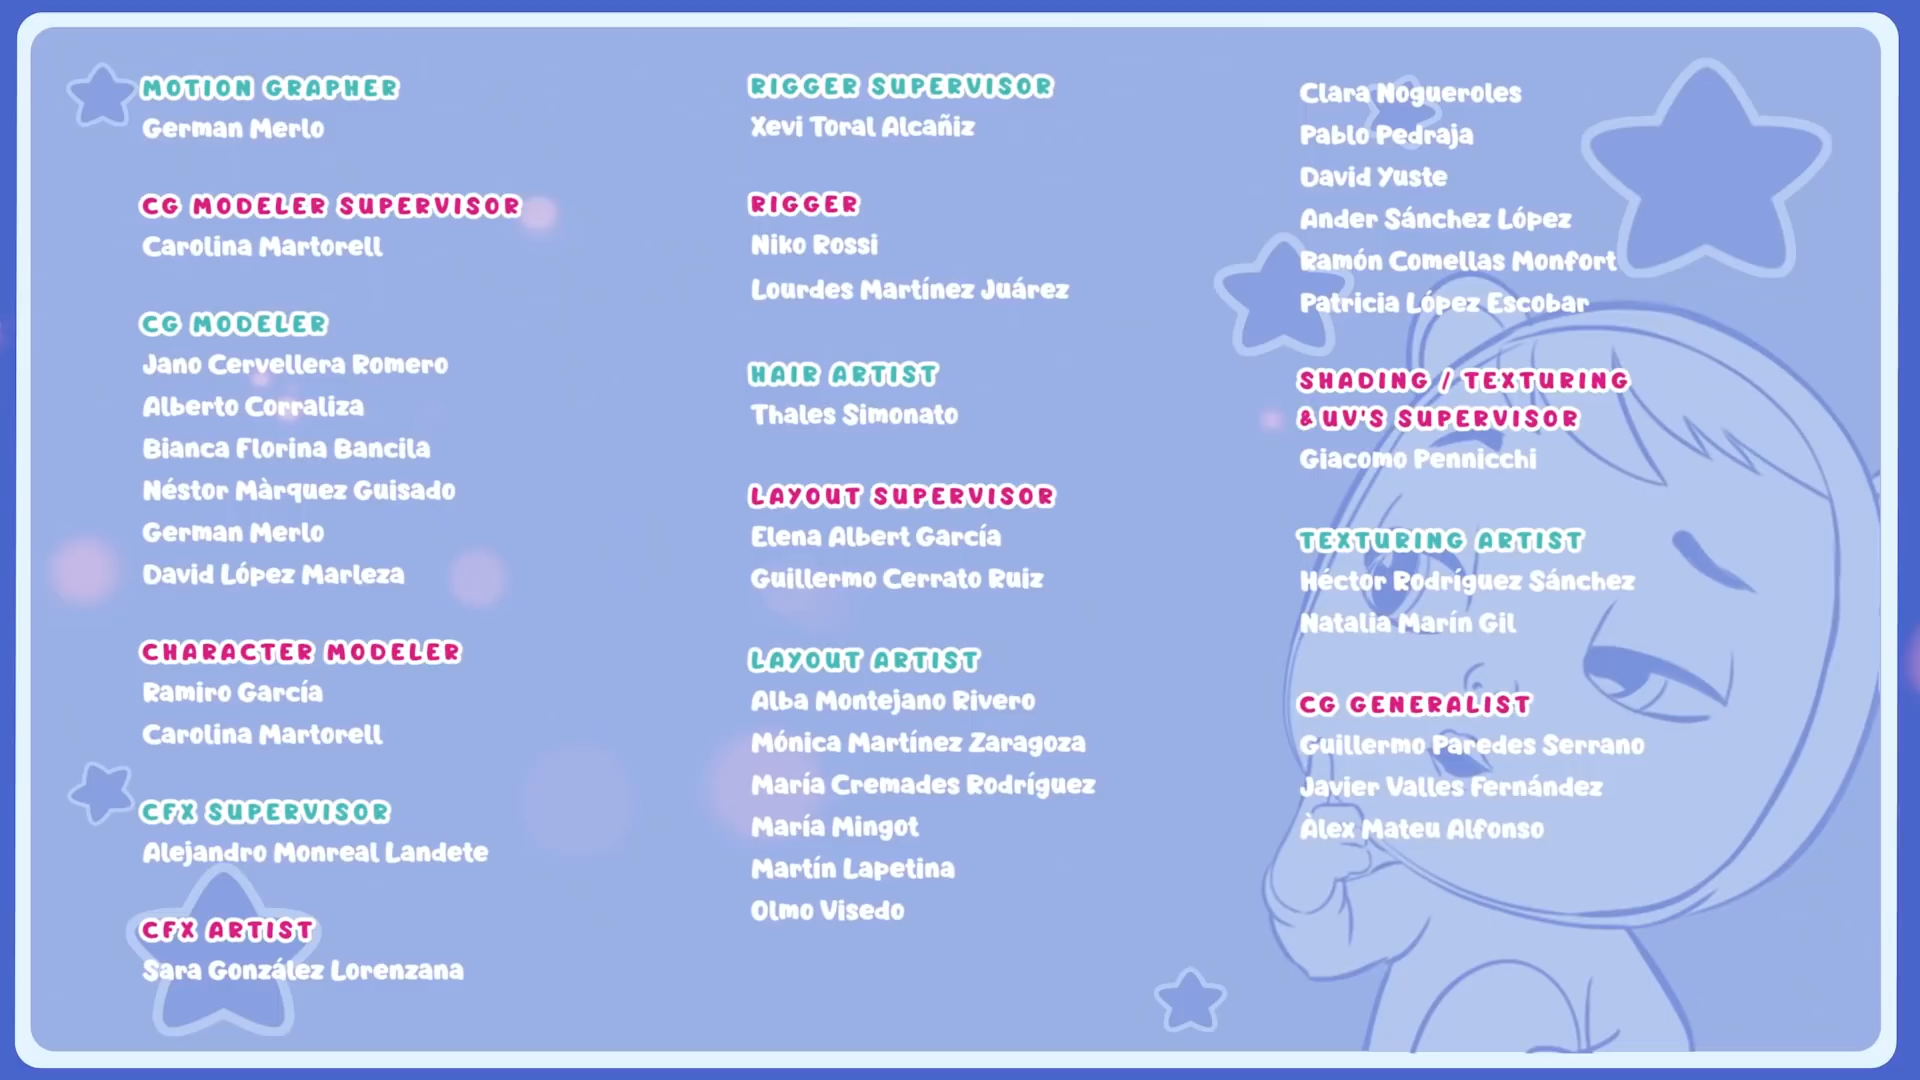 MOTION GRAPHER
German Merlo
CG MODELER SUPERVISOR
Carolina Martorell
CG MODELER
Jano Cervellera Romero
Alberto Corraliza
Bianca Florina Bancila
Néstor Màrquez Guisado
German Merlo
David López Marleza
CHARACTER MODELER
Ramiro García
Carolina Martorell
CFX SUPERVISOR
Alejandro Monreal Landete
CFX ARTIST
Sara González Lorenzana
RIGGER SUPERVISOR
Xevi Toral Alcañiz
RIGGER
Niko Rossi
Lourdes Martínez Juárez
HAIR ARTIST
Thales Simonato
LAYOUT SUPERVISOR
Elena Albert García
Guillermo Cerrato Ruiz
LAYOUT ARTIST
Alba Montejano Rivero
Mónica Martínez Zaragoza
María Cremades Rodríguez
María Mingot
Martín Lapetina
Olmo Visedo
Clara Nogueroles
Pablo Pedraja
David Yuste
Ander Sánchez López
Ramón Comellas Monfort
Patricia López Escobar
SHADING / TEXTURING
& UV'S SUPERVISOR
Giacomo Pennicchi
TEXTURING ARTIST
Héctor Rodríguez Sánchez
Natalia Marín Gil
CG GENERALIST
Guillermo Paredes Serrano
Javier Valles Fernández
Àlex Mateu Alfonso